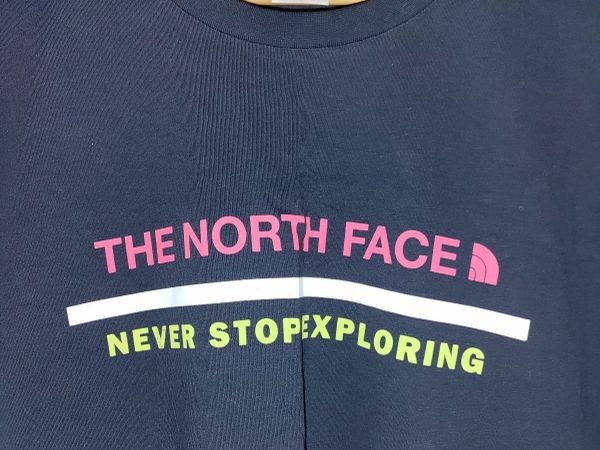 THE NORTH FACE
NEVER STOP EXPLORING